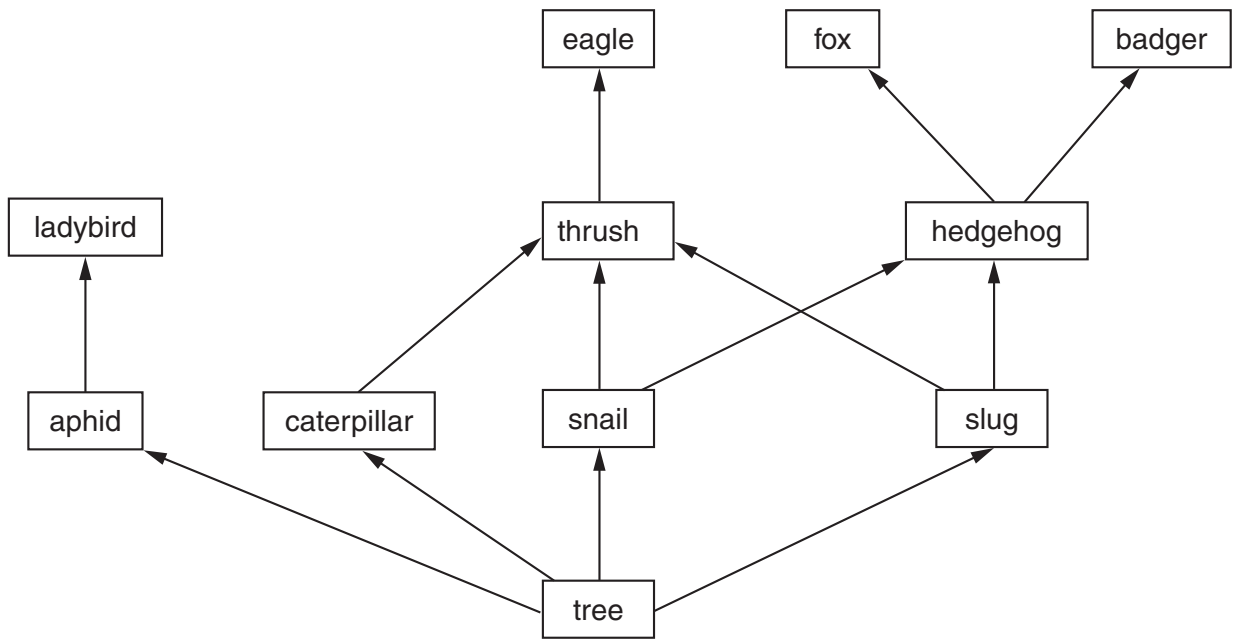 eagle
fox
badger
ladybird
thrush
hedgehog
aphid
caterpillar
snail
slug
tree